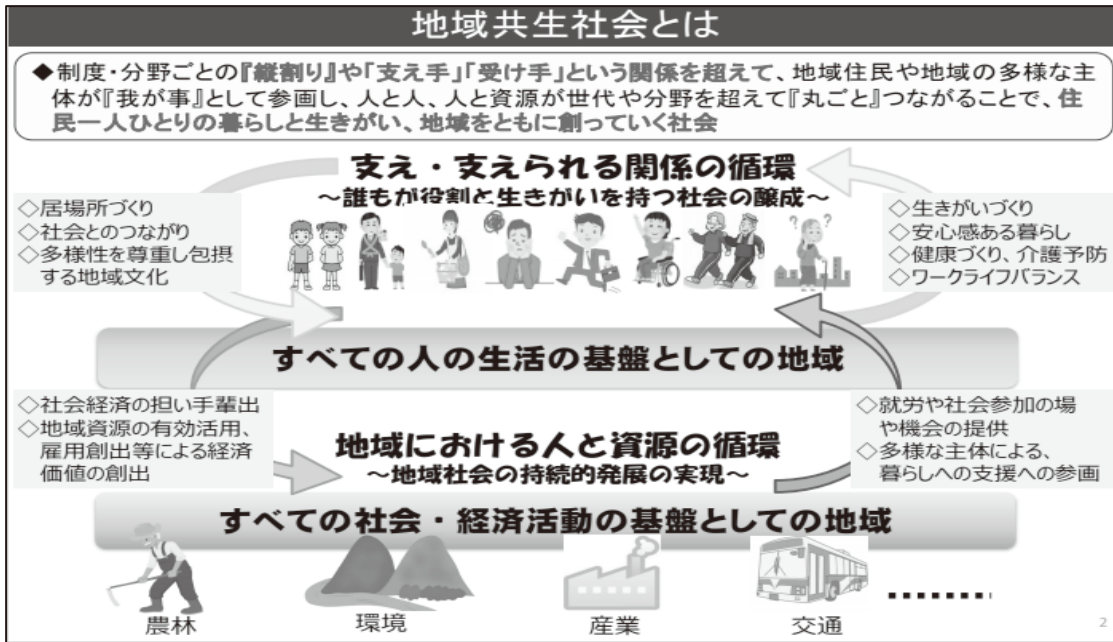 地域共生社会とは
◆制度・分野ごとの『縦割り』や「支え手」「受け手」という関係を超えて、地域住民や地域の多様な主
体が『我が事』として参画し、人と人、人と資源が世代や分野を超えて『丸ごと』つながることで、住
民一人ひとりの暮らしと生きがい、地域をともに創っていく社会
支え・支えられる関係の循環
~誰もが役割と生きがいを持つ社会の醸成~
◇居場所づくり
◇社会とのつながり
◇多様性を尊重し包摂
する地域文化
◇生きがいづくり
◇安心感ある暮らし
◇健康づくり、介護予防
◇ワークライフバランス
すべての人の生活の基盤としての地域
◇社会経済の担い手輩出
◇地域資源の有効活用、
雇用創出等による経済
価値の創出
地域における人と資源の循環
~地域社会の持続的発展の実現~
◇就労や社会参加の場
や機会の提供
◇多様な主体による、
暮らしへの支援への参画
すべての社会・経済活動の基盤としての地域
農林
環境
産業
交通
2